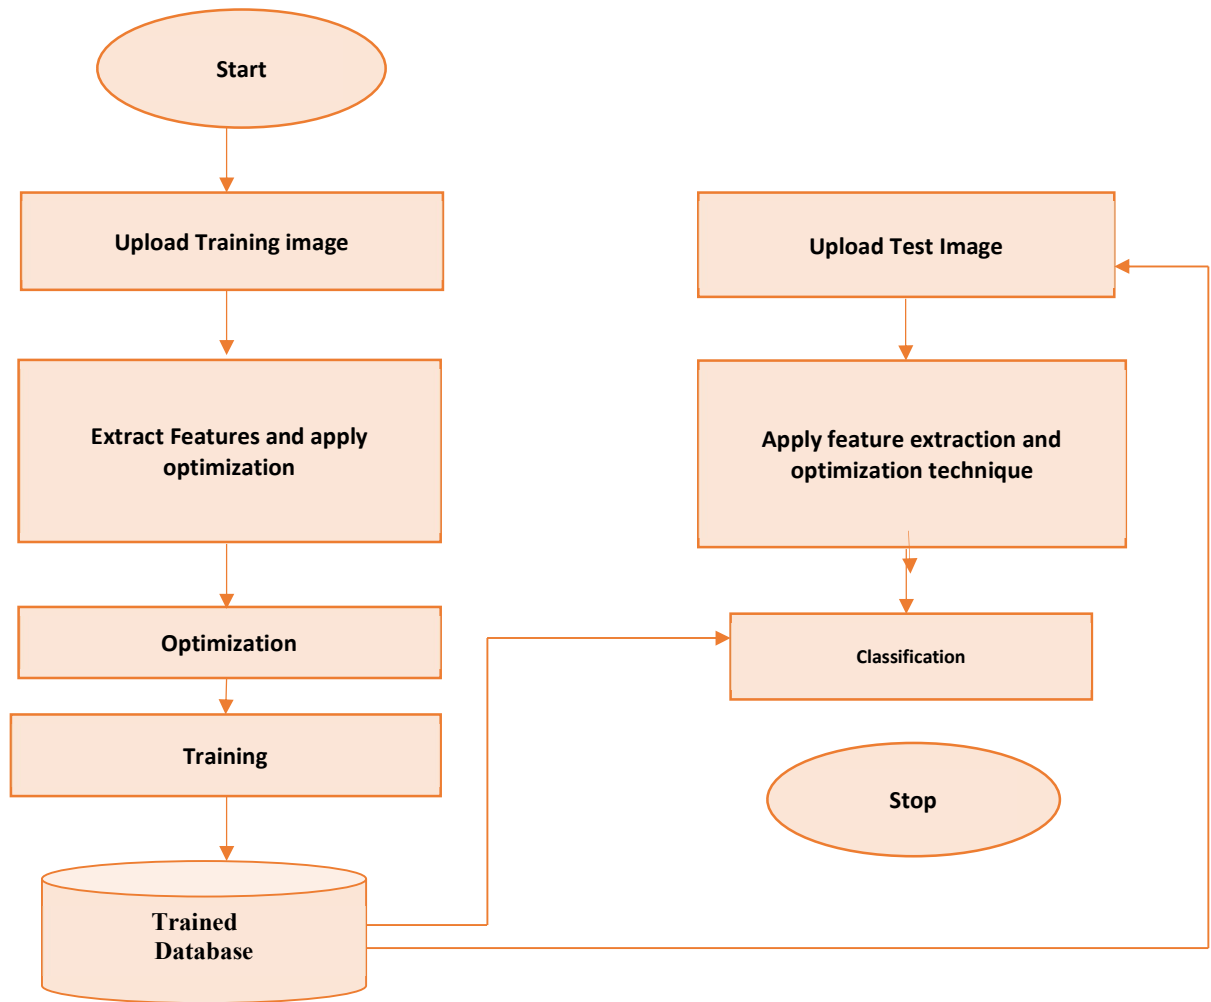 Start
Upload Training image
Extract Features and apply
optimization
Optimization
Training
Trained
Database
Upload Test Image
Apply feature extraction and
optimization technique
Classification
Stop